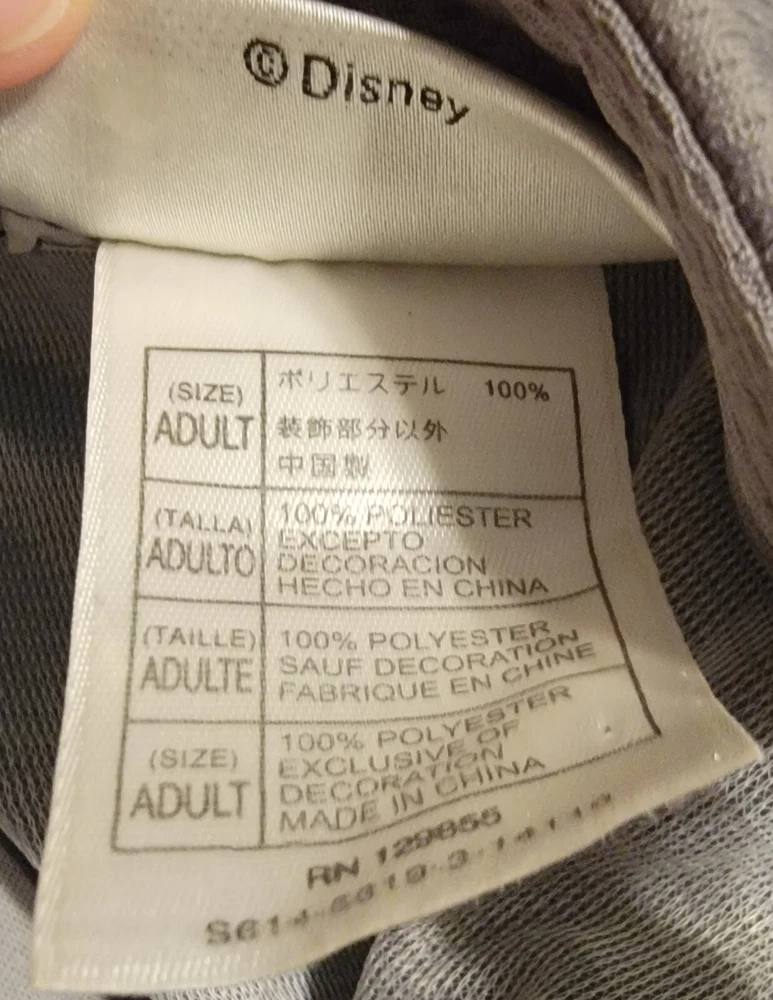 ©Disney
(SIZE)
ADULT
ポリエステル 100%
装飾部分以外
中国製
(TALLA)
ADULTO
100% POLIESTER
EXCEPTO
DECORACION
HECHO EN CHINA
(TAILLE)
ADULTE
100% POLYESTER
SAUF DECORATION
FABRIQUE EN CHINE
(SIZE)
ADULT
100% POLYESTER
EXCLUSIVE OF
DECORATION
MADE IN CHINA
RN 129855